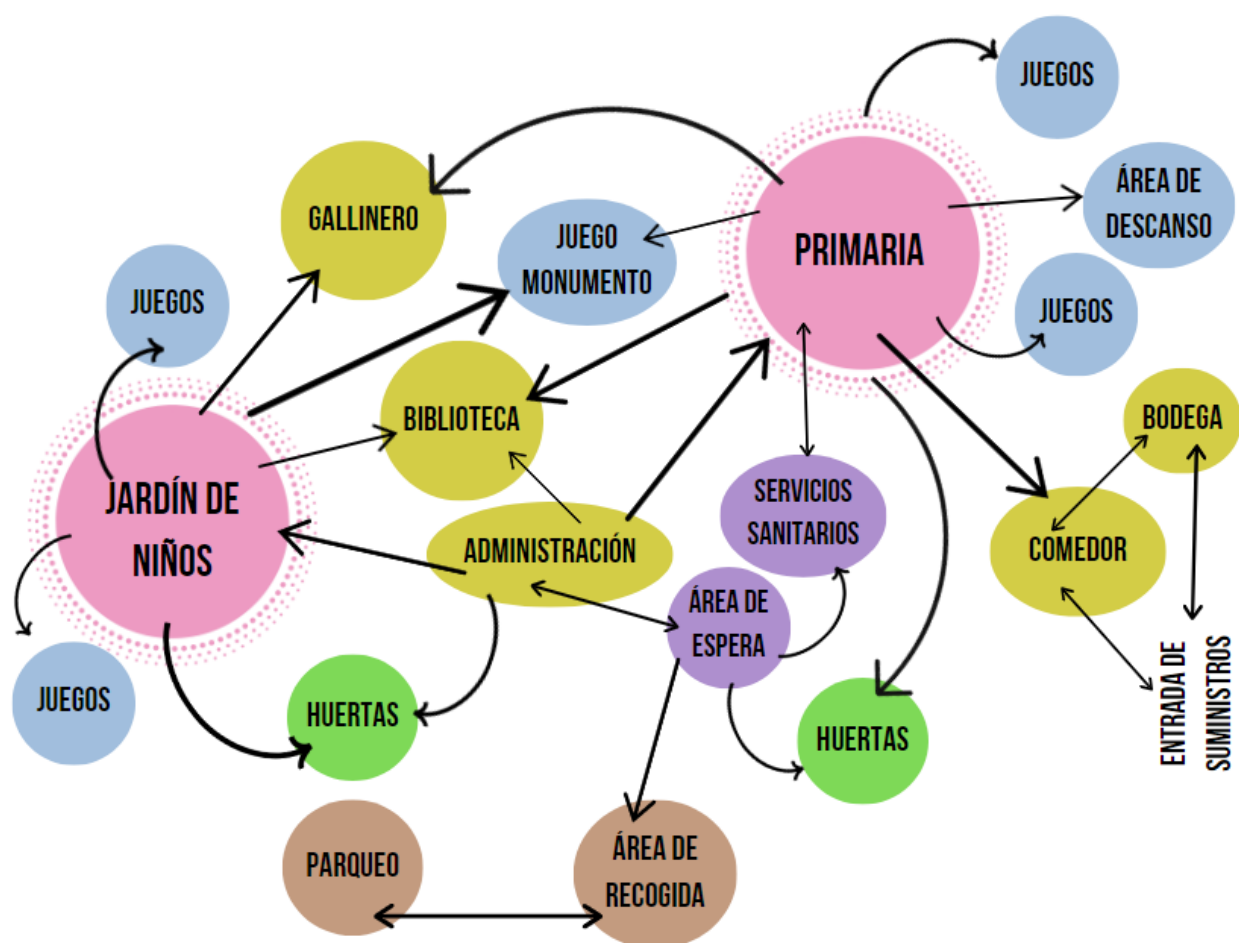 JUEGOS
ÁREA DE
DESCANSO
GALLINERO
JUEGO
MONUMENTO
PRIMARIA
JUEGOS
JUEGOS
BIBLIOTECA
BODEGA
JARDÍN DE
NIÑOS
ADMINISTRACIÓN
SERVICIOS
SANITARIOS
COMEDOR
ÁREA DE
ESPERA
ENTRADA DE
SUMINISTROS
JUEGOS
HUERTAS
HUERTAS
PARQUEO
ÁREA DE
RECOGIDA